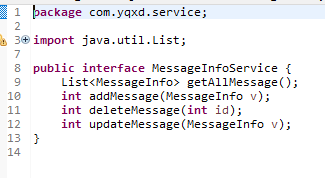 1 package com.yqxd.service;
2
3 import java.util.List;
7
8 public interface MessageInfoService {
9 List<MessageInfo> getAllMessage();
10 int addMessage(MessageInfo v);
11 int deleteMessage(int id);
12 int updateMessage(MessageInfo v);
13 }
14